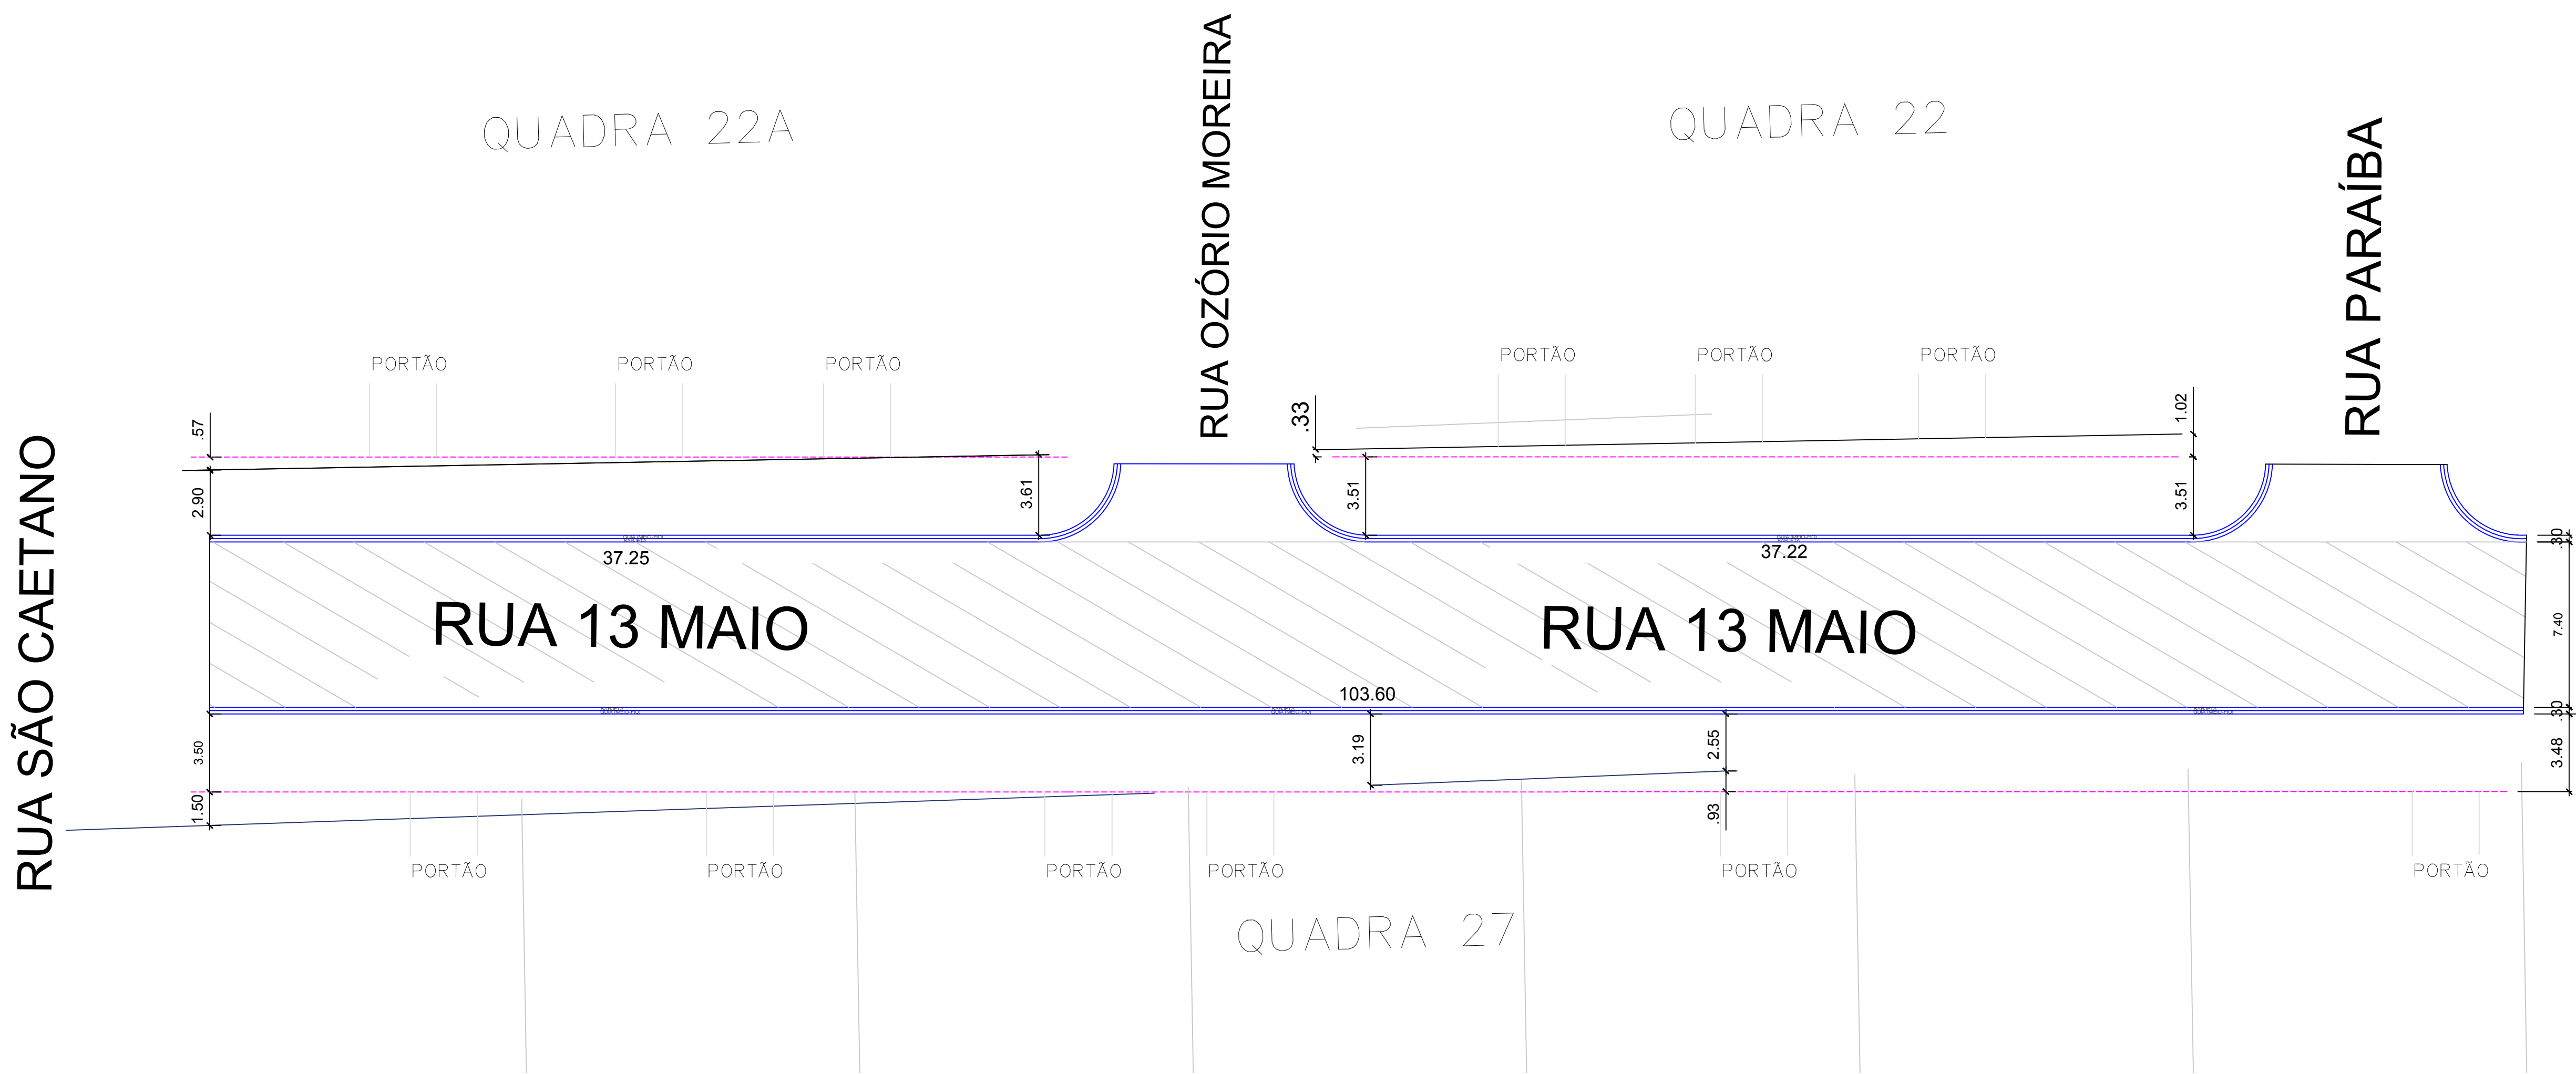 RUA OZÓRIO MOREIRA
QUADRA 22A
QUADRA 22
RUA PARAÍBA
PORTÃO
PORTÃO
PORTÃO
PORTÃO
PORTÃO
PORTÃO
.57
.33
1.02
RUA SÃO CAETANO
2.90
3.61
3.51
3.51
.30
37.25
37.22
7.40
RUA 13 MAIO
RUA 13 MAIO
103.60
.30
3.50
3.19
2.55
3.48
1.50
.93
PORTÃO
PORTÃO
PORTÃO
PORTÃO
PORTÃO
PORTÃO
QUADRA 27